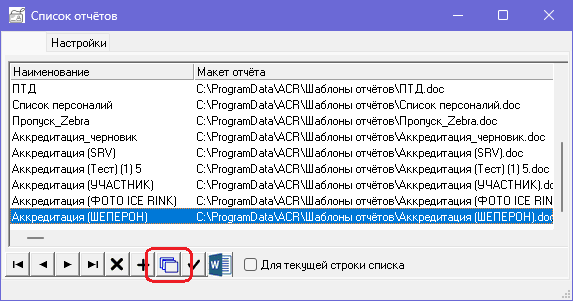 Список отчётов
Настройки
Наименование Макет отчёта
ПТД C:\ProgramData\ACR\Шаблоны отчётов\ПТД.doc
Список персоналий C:\ProgramData\ACR\Шаблоны отчётов\Список персоналий.doc
Пропуск_Zebra C:\ProgramData\ACR\Шаблоны отчётов\Пропуск_Zebra.doc
Аккредитация_черновик C:\ProgramData\ACR\Шаблоны отчётов\Аккредитация_черновик.doc
Аккредитация (SRV) C:\ProgramData\ACR\Шаблоны отчётов\Аккредитация (SRV).doc
Аккредитация (Тест) (1) 5 C:\ProgramData\ACR\Шаблоны отчётов\Аккредитация (Тест) (1) 5.doc
Аккредитация (УЧАСТНИК) C:\ProgramData\ACR\Шаблоны отчётов\Аккредитация (УЧАСТНИК).do
Аккредитация (ФОТО ICE RINK) C:\ProgramData\ACR\Шаблоны отчётов\Аккредитация (ФОТО ICE RIN
Аккредитация (ШЕПЕРОН) C:\ProgramData\ACR\Шаблоны отчётов\Аккредитация (ШЕПЕРОН).doc
Для текущей строки списка